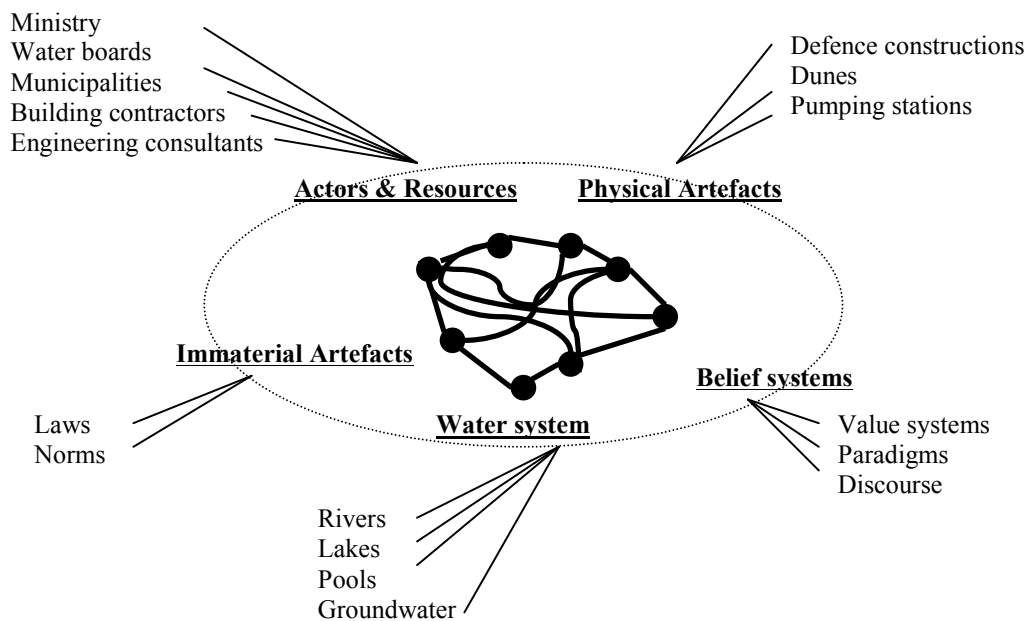 Ministry
Water boards
Municipalities
Building contractors
Engineering consultants
Defence constructions
Dunes
Pumping stations
Actors & Resources
Physical Artefacts
Immaterial Artefacts
Belief systems
Water system
Laws
Norms
Value systems
Paradigms
Discourse
Rivers
Lakes
Pools
Groundwater